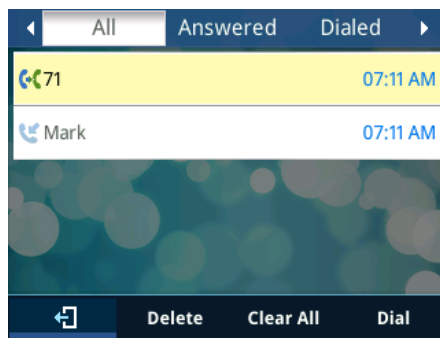 All Answered Dialed
71 07:11 AM
Mark 07:11 AM
Delete Clear All Dial